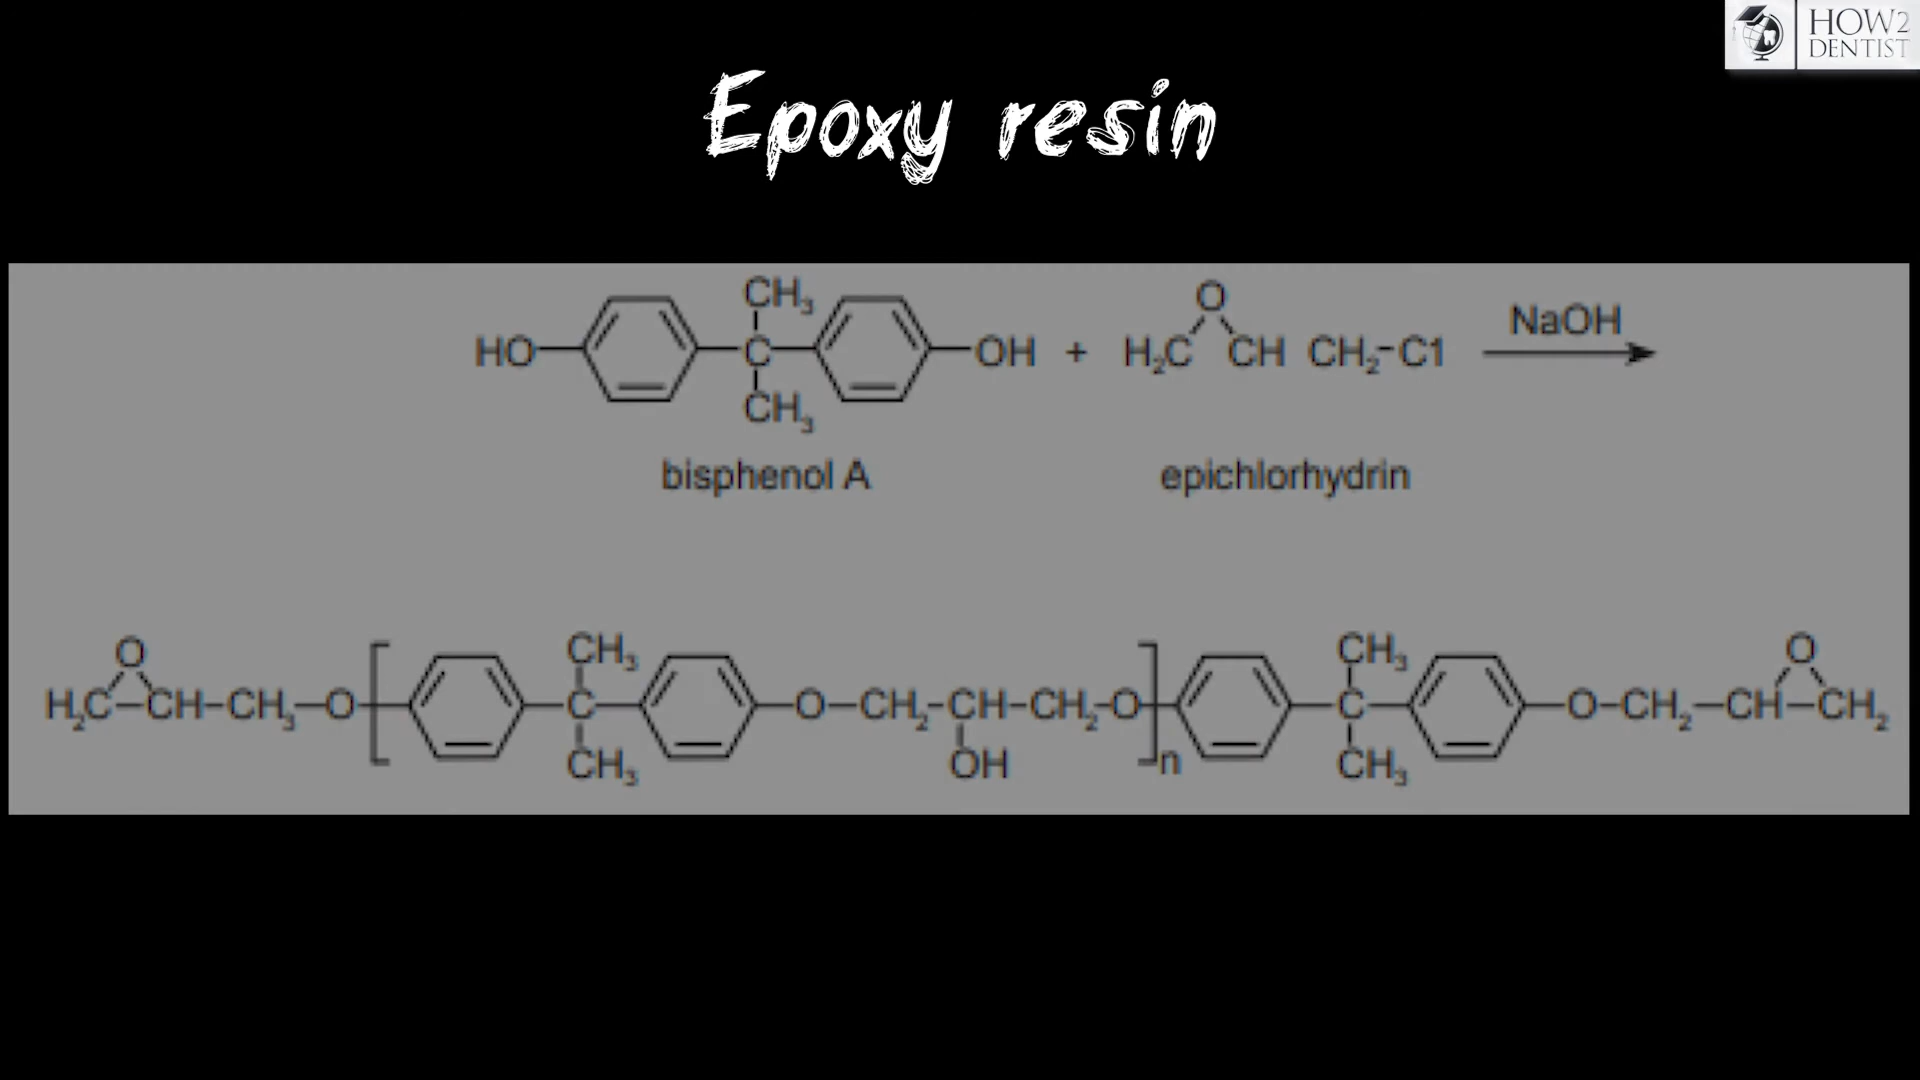 HOW2
DENTIST
Epoxy resin
CH₃ O NaOH
HO C OH + H₂C CH CH₂-C1
CH₃
bisphenol A epichlorhydrin
O CH₃ CH₃ O
H₂C-CH-CH₃-O C O-CH₂-CH-CH₂-O C O-CH₂-CH-CH₂
CH₃ OH n CH₃